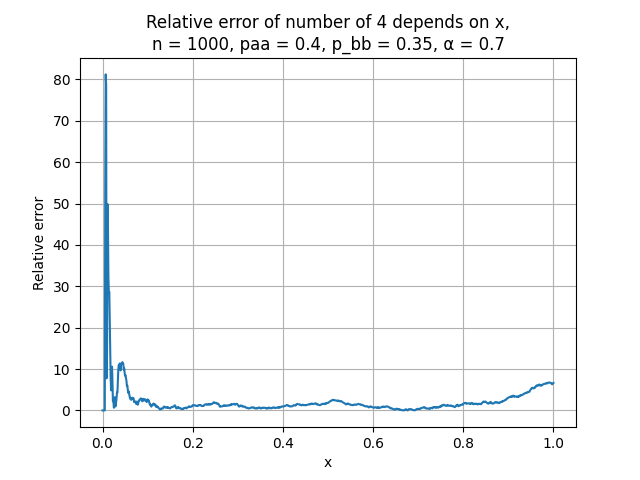 Relative error of number of 4 depends on x,
n = 1000, paa = 0.4, p_bb = 0.35, α = 0.7
Relative error
80
70
60
50
40
30
20
10
0
0.0 0.2 0.4 0.6 0.8 1.0
x